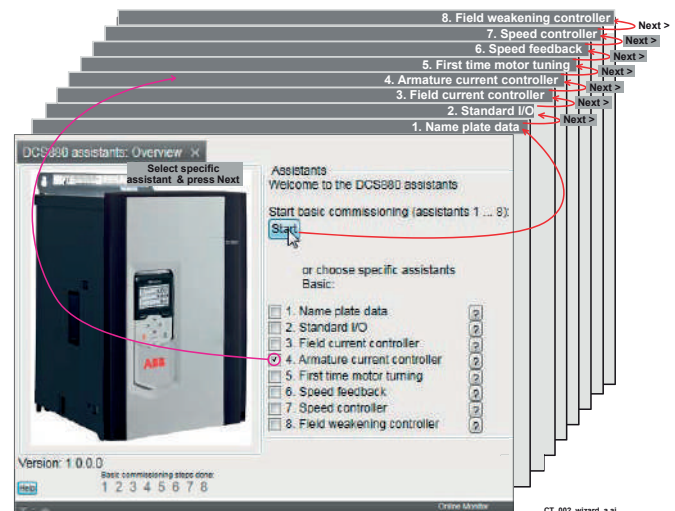 8. Field weakening controller
Next >
7. Speed controller
Next >
6. Speed feedback
Next >
5. First time motor tuning
Next >
4. Armature current controller
Next >
3. Field current controller
Next >
2. Standard I/O
Next >
1. Name plate data
DCS880 assistants: Overview ×
Select specific
assistant & press Next
Assistants
Welcome to the DCS880 assistants
Start basic commissioning (assistants 1 ... 8):
Start
or choose specific assistants
Basic:
1. Name plate data ?
2. Standard I/O ?
3. Field current controller ?
4. Armature current controller ?
5. First time motor turning ?
6. Speed feedback ?
7. Speed controller ?
8. Field weakening controller ?
ABB
Version: 1.0.0.0
Basic commissioning steps done:
Help
1 2 3 4 5 6 7 8
Online Monitor
CT_002_wizard_a.ai